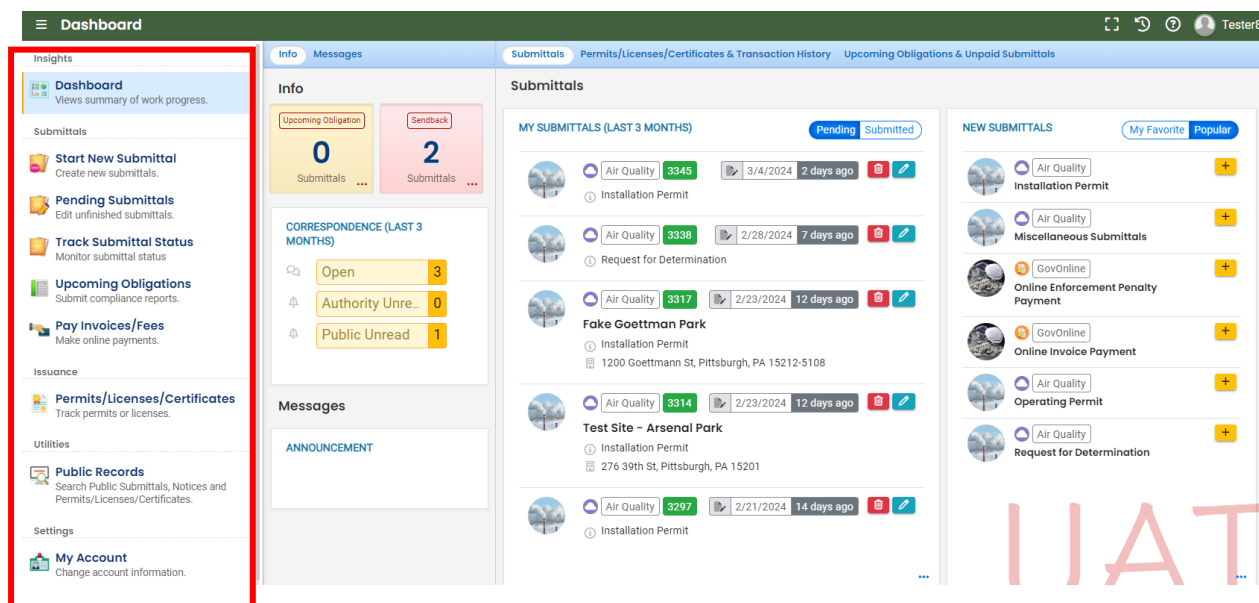 Dashboard
Tester8
Insights
Dashboard
Views summary of work progress.
Submittals
Start New Submittal
Create new submittals.
Pending Submittals
Edit unfinished submittals.
Track Submittal Status
Monitor submittal status
Upcoming Obligations
Submit compliance reports.
Pay Invoices/Fees
Make online payments.
Issuance
Permits/Licenses/Certificates
Track permits or licenses.
Utilities
Public Records
Search Public Submittals, Notices and
Permits/Licenses/Certificates.
Settings
My Account
Change account information.
Info Messages
Info
Upcoming Obligation
0
Submittals ...
Sendback
2
Submittals ...
CORRESPONDENCE (LAST 3
MONTHS)
Open 3
Authority Unre... 0
Public Unread 1
Messages
ANNOUNCEMENT
Submittals Permits/Licenses/Certificates & Transaction History Upcoming Obligations & Unpaid Submittals
Submittals
MY SUBMITTALS (LAST 3 MONTHS) Pending Submitted
Air Quality 3345 3/4/2024 2 days ago
Installation Permit
Air Quality 3338 2/28/2024 7 days ago
Request for Determination
Air Quality 3317 2/23/2024 12 days ago
Fake Goettman Park
Installation Permit
1200 Goettmann St, Pittsburgh, PA 15212-5108
Air Quality 3314 2/23/2024 12 days ago
Test Site - Arsenal Park
Installation Permit
276 39th St, Pittsburgh, PA 15201
Air Quality 3297 2/21/2024 14 days ago
Installation Permit
...
NEW SUBMITTALS My Favorite Popular
Air Quality +
Installation Permit
Air Quality +
Miscellaneous Submittals
GovOnline +
Online Enforcement Penalty
Payment
GovOnline +
Online Invoice Payment
Air Quality +
Operating Permit
Air Quality +
Request for Determination
UAT
...